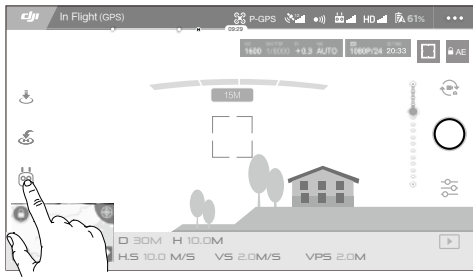 dji In Flight (GPS) P-GPS HD 61%
09:29
1600 1/8000 +0.3 AUTO 1080P/24 20:33 AE
15M
D 30M H 10.0M
H.S 10.0 M/S VS 2.0M/S VPS 2.0M